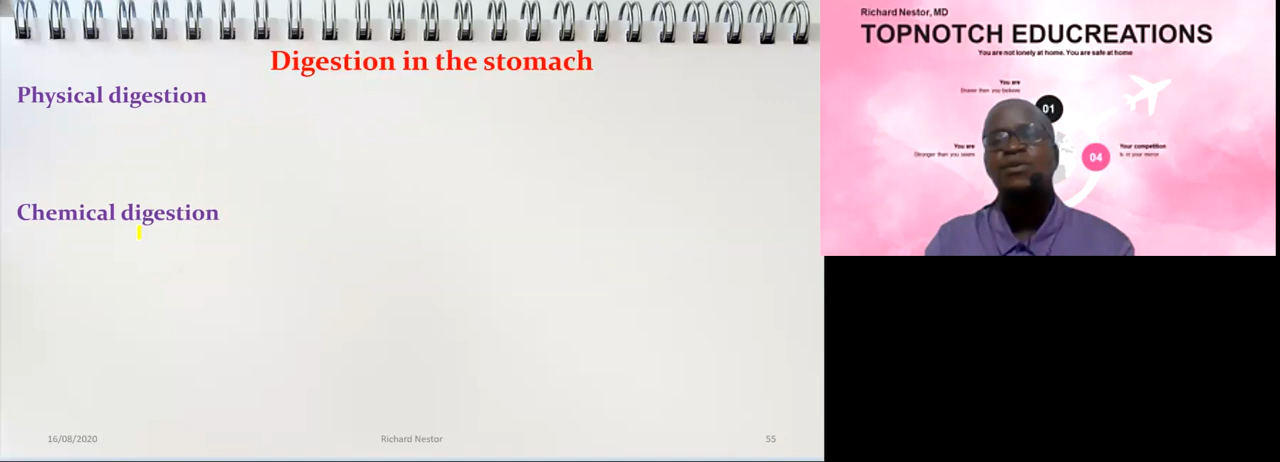 Digestion in the stomach
Physical digestion
Chemical digestion
16/08/2020
Richard Nestor
55
Richard Nestor, MD
TOPNOTCH EDUCREATIONS
You are not lonely at home. You are safe at home
You are
Braver then you believe
01
You are
Stronger then you seem
04
Your competition
is in your mirror